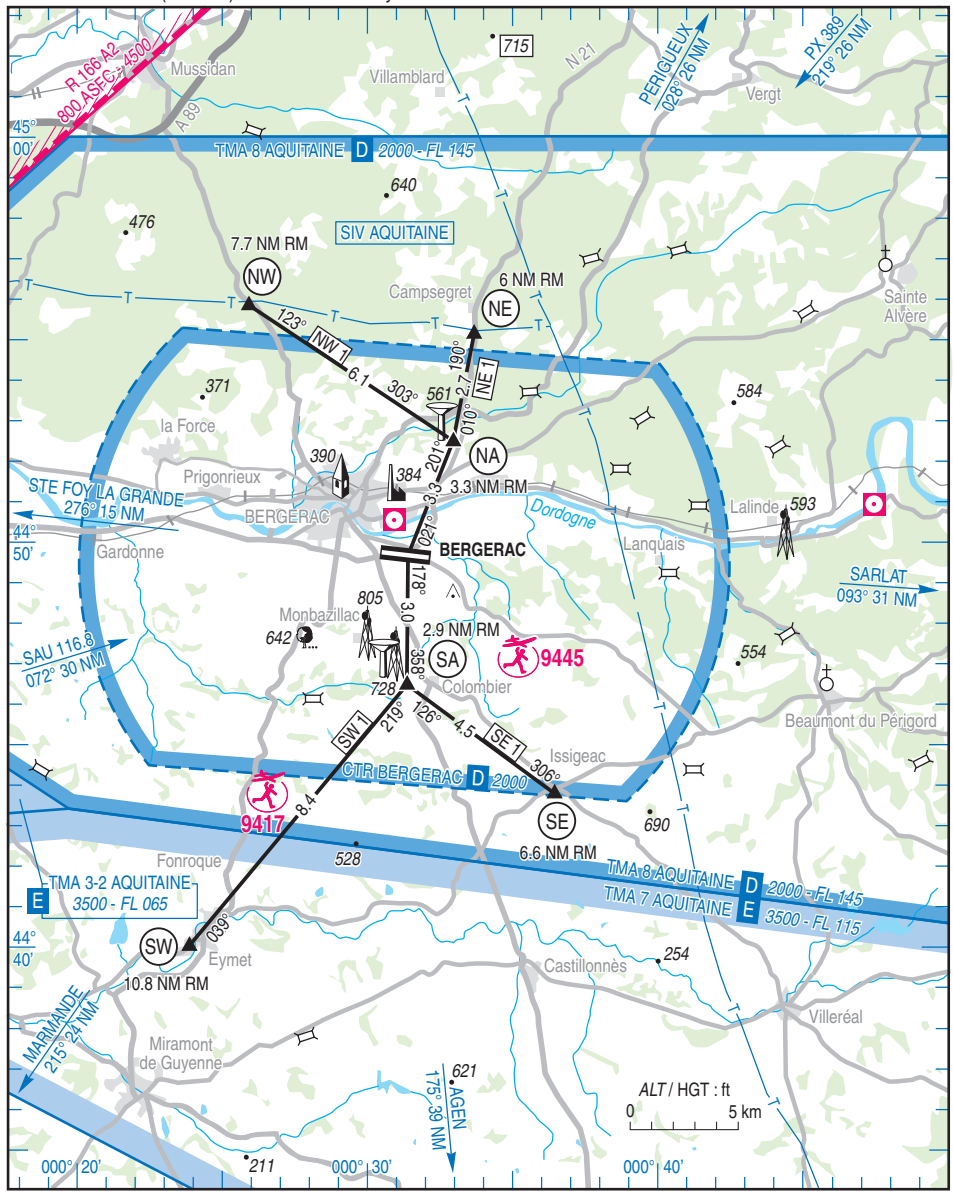 715
R 166 A2
800 ASFC - 4500
Mussidan
Villamblard
N 21
PERIGUEUX
028° 26 NM
PX 389
219° 26 NM
Vergt
A 89
T
45°
00'
TMA 8 AQUITAINE D 2000 - FL 145
640
476
SIV AQUITAINE
7.7 NM RM
NW
6 NM RM
Campsegret
NE
Sainte
Alvère
T
T
T
T
T
T
123°
NW 1
6.1
303°
190°
NE 1
2.7
010°
371
561
584
T
la Force
390
384
201°
NA
3.3 NM RM
3.3
021°
Prigonrieux
STE FOY LA GRANDE
276° 15 NM
BERGERAC
Dordogne
Lalinde
593
44°
50'
Gardonne
BERGERAC
Lanquais
SARLAT
093° 31 NM
178°
3.0
358°
Monbazillac
805
642
2.9 NM RM
SA
9445
T
554
SAU 116.8
072° 30 NM
728
Colombier
219°
126°
4.5
SE 1
306°
SW 1
8.4
Issigeac
Beaumont du Périgord
CTR BERGERAC D 2000
T
SE
6.6 NM RM
690
9417
528
Fonroque
TMA 8 AQUITAINE D 2000 - FL 145
TMA 7 AQUITAINE E 3500 - FL 115
E
TMA 3-2 AQUITAINE
3500 - FL 065
039°
SW
10.8 NM RM
Eymet
44°
40'
254
Castillonnès
T
Villeréal
MARMANDE
215° 24 NM
Miramont
de Guyenne
621
AGEN
175° 39 NM
ALT / HGT : ft
0
5 km
T
211
000° 20'
000° 30'
000° 40'